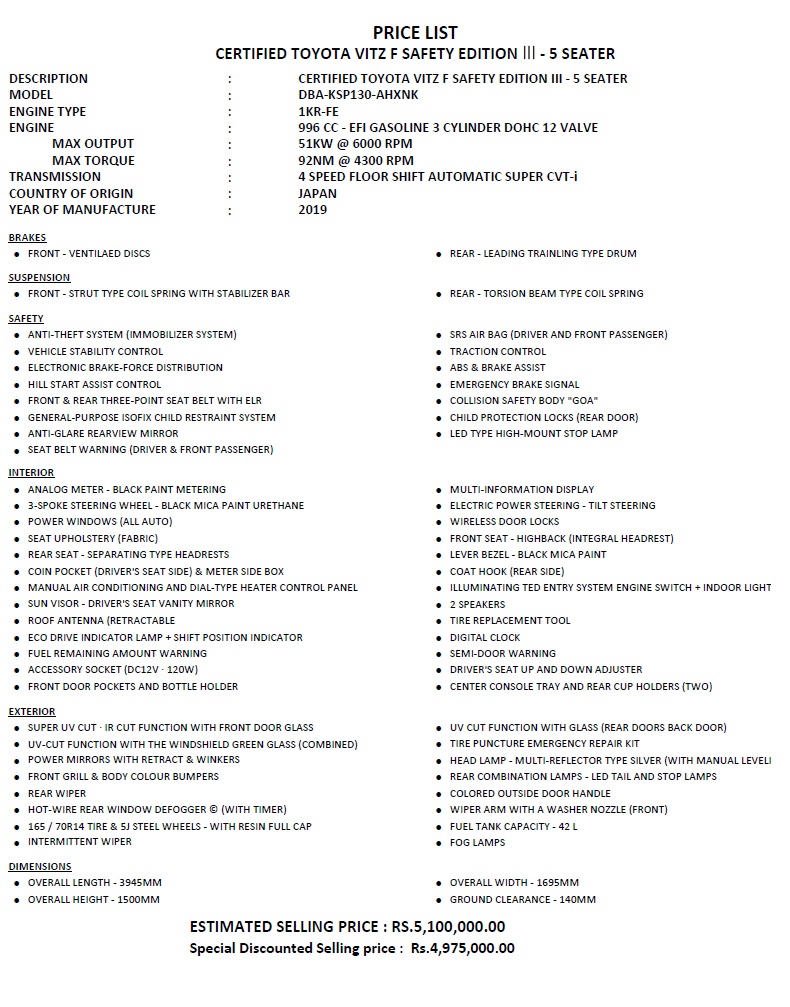 PRICE LIST
CERTIFIED TOYOTA VITZ F SAFETY EDITION III - 5 SEATER
DESCRIPTION : CERTIFIED TOYOTA VITZ F SAFETY EDITION III - 5 SEATER
MODEL : DBA-KSP130-AHXNK
ENGINE TYPE : 1KR-FE
ENGINE : 996 CC - EFI GASOLINE 3 CYLINDER DOHC 12 VALVE
MAX OUTPUT : 51KW @ 6000 RPM
MAX TORQUE : 92NM @ 4300 RPM
TRANSMISSION : 4 SPEED FLOOR SHIFT AUTOMATIC SUPER CVT-i
COUNTRY OF ORIGIN : JAPAN
YEAR OF MANUFACTURE : 2019
BRAKES
● FRONT - VENTILAED DISCS ● REAR - LEADING TRAINLING TYPE DRUM
SUSPENSION
● FRONT - STRUT TYPE COIL SPRING WITH STABILIZER BAR ● REAR - TORSION BEAM TYPE COIL SPRING
SAFETY
● ANTI-THEFT SYSTEM (IMMOBILIZER SYSTEM) ● SRS AIR BAG (DRIVER AND FRONT PASSENGER)
● VEHICLE STABILITY CONTROL ● TRACTION CONTROL
● ELECTRONIC BRAKE-FORCE DISTRIBUTION ● ABS & BRAKE ASSIST
● HILL START ASSIST CONTROL ● EMERGENCY BRAKE SIGNAL
● FRONT & REAR THREE-POINT SEAT BELT WITH ELR ● COLLISION SAFETY BODY "GOA"
● GENERAL-PURPOSE ISOFIX CHILD RESTRAINT SYSTEM ● CHILD PROTECTION LOCKS (REAR DOOR)
● ANTI-GLARE REARVIEW MIRROR ● LED TYPE HIGH-MOUNT STOP LAMP
● SEAT BELT WARNING (DRIVER & FRONT PASSENGER)
INTERIOR
● ANALOG METER - BLACK PAINT METERING ● MULTI-INFORMATION DISPLAY
● 3-SPOKE STEERING WHEEL - BLACK MICA PAINT URETHANE ● ELECTRIC POWER STEERING - TILT STEERING
● POWER WINDOWS (ALL AUTO) ● WIRELESS DOOR LOCKS
● SEAT UPHOLSTERY (FABRIC) ● FRONT SEAT - HIGHBACK (INTEGRAL HEADREST)
● REAR SEAT - SEPARATING TYPE HEADRESTS ● LEVER BEZEL - BLACK MICA PAINT
● COIN POCKET (DRIVER'S SEAT SIDE) & METER SIDE BOX ● COAT HOOK (REAR SIDE)
● MANUAL AIR CONDITIONING AND DIAL-TYPE HEATER CONTROL PANEL ● ILLUMINATING TED ENTRY SYSTEM ENGINE SWITCH + INDOOR LIGHT
● SUN VISOR - DRIVER'S SEAT VANITY MIRROR ● 2 SPEAKERS
● ROOF ANTENNA (RETRACTABLE ● TIRE REPLACEMENT TOOL
● ECO DRIVE INDICATOR LAMP + SHIFT POSITION INDICATOR ● DIGITAL CLOCK
● FUEL REMAINING AMOUNT WARNING ● SEMI-DOOR WARNING
● ACCESSORY SOCKET (DC12V · 120W) ● DRIVER'S SEAT UP AND DOWN ADJUSTER
● FRONT DOOR POCKETS AND BOTTLE HOLDER ● CENTER CONSOLE TRAY AND REAR CUP HOLDERS (TWO)
EXTERIOR
● SUPER UV CUT · IR CUT FUNCTION WITH FRONT DOOR GLASS ● UV CUT FUNCTION WITH GLASS (REAR DOORS BACK DOOR)
● UV-CUT FUNCTION WITH THE WINDSHIELD GREEN GLASS (COMBINED) ● TIRE PUNCTURE EMERGENCY REPAIR KIT
● POWER MIRRORS WITH RETRACT & WINKERS ● HEAD LAMP - MULTI-REFLECTOR TYPE SILVER (WITH MANUAL LEVELI
● FRONT GRILL & BODY COLOUR BUMPERS ● REAR COMBINATION LAMPS - LED TAIL AND STOP LAMPS
● REAR WIPER ● COLORED OUTSIDE DOOR HANDLE
● HOT-WIRE REAR WINDOW DEFOGGER © (WITH TIMER) ● WIPER ARM WITH A WASHER NOZZLE (FRONT)
● 165 / 70R14 TIRE & 5J STEEL WHEELS - WITH RESIN FULL CAP ● FUEL TANK CAPACITY - 42 L
● INTERMITTENT WIPER ● FOG LAMPS
DIMENSIONS
● OVERALL LENGTH - 3945MM ● OVERALL WIDTH - 1695MM
● OVERALL HEIGHT - 1500MM ● GROUND CLEARANCE - 140MM
ESTIMATED SELLING PRICE : RS.5,100,000.00
Special Discounted Selling price : Rs.4,975,000.00